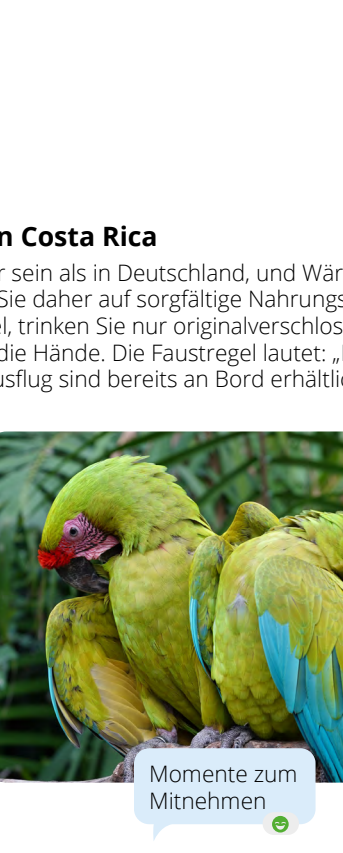 n Costa Rica
r sein als in Deutschland, und Wär
Sie daher auf sorgfältige Nahrungs
l, trinken Sie nur originalverschlos
die Hände. Die Faustregel lautet: „
usflug sind bereits an Bord erhältlic
Momente zum
Mitnehmen